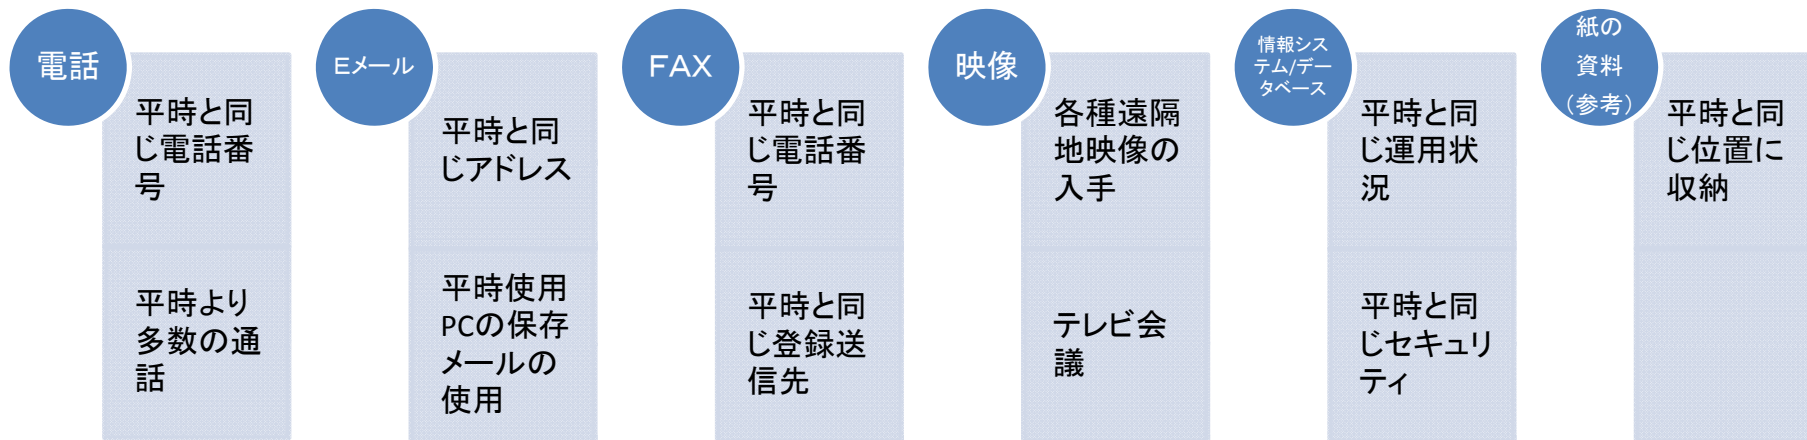 電話
平時と同
じ電話番
号
平時より
多数の通
話
Eメール
平時と同
じアドレス
平時使用
PCの保存
メールの
使用
FAX
平時と同
じ電話番
号
平時と同
じ登録送
信先
映像
各種遠隔
地映像の
入手
テレビ会
議
情報シス
テム/デー
タベース
平時と同
じ運用状
況
平時と同
じセキュリ
ティ
紙の
資料
（参考）
平時と同
じ位置に
収納